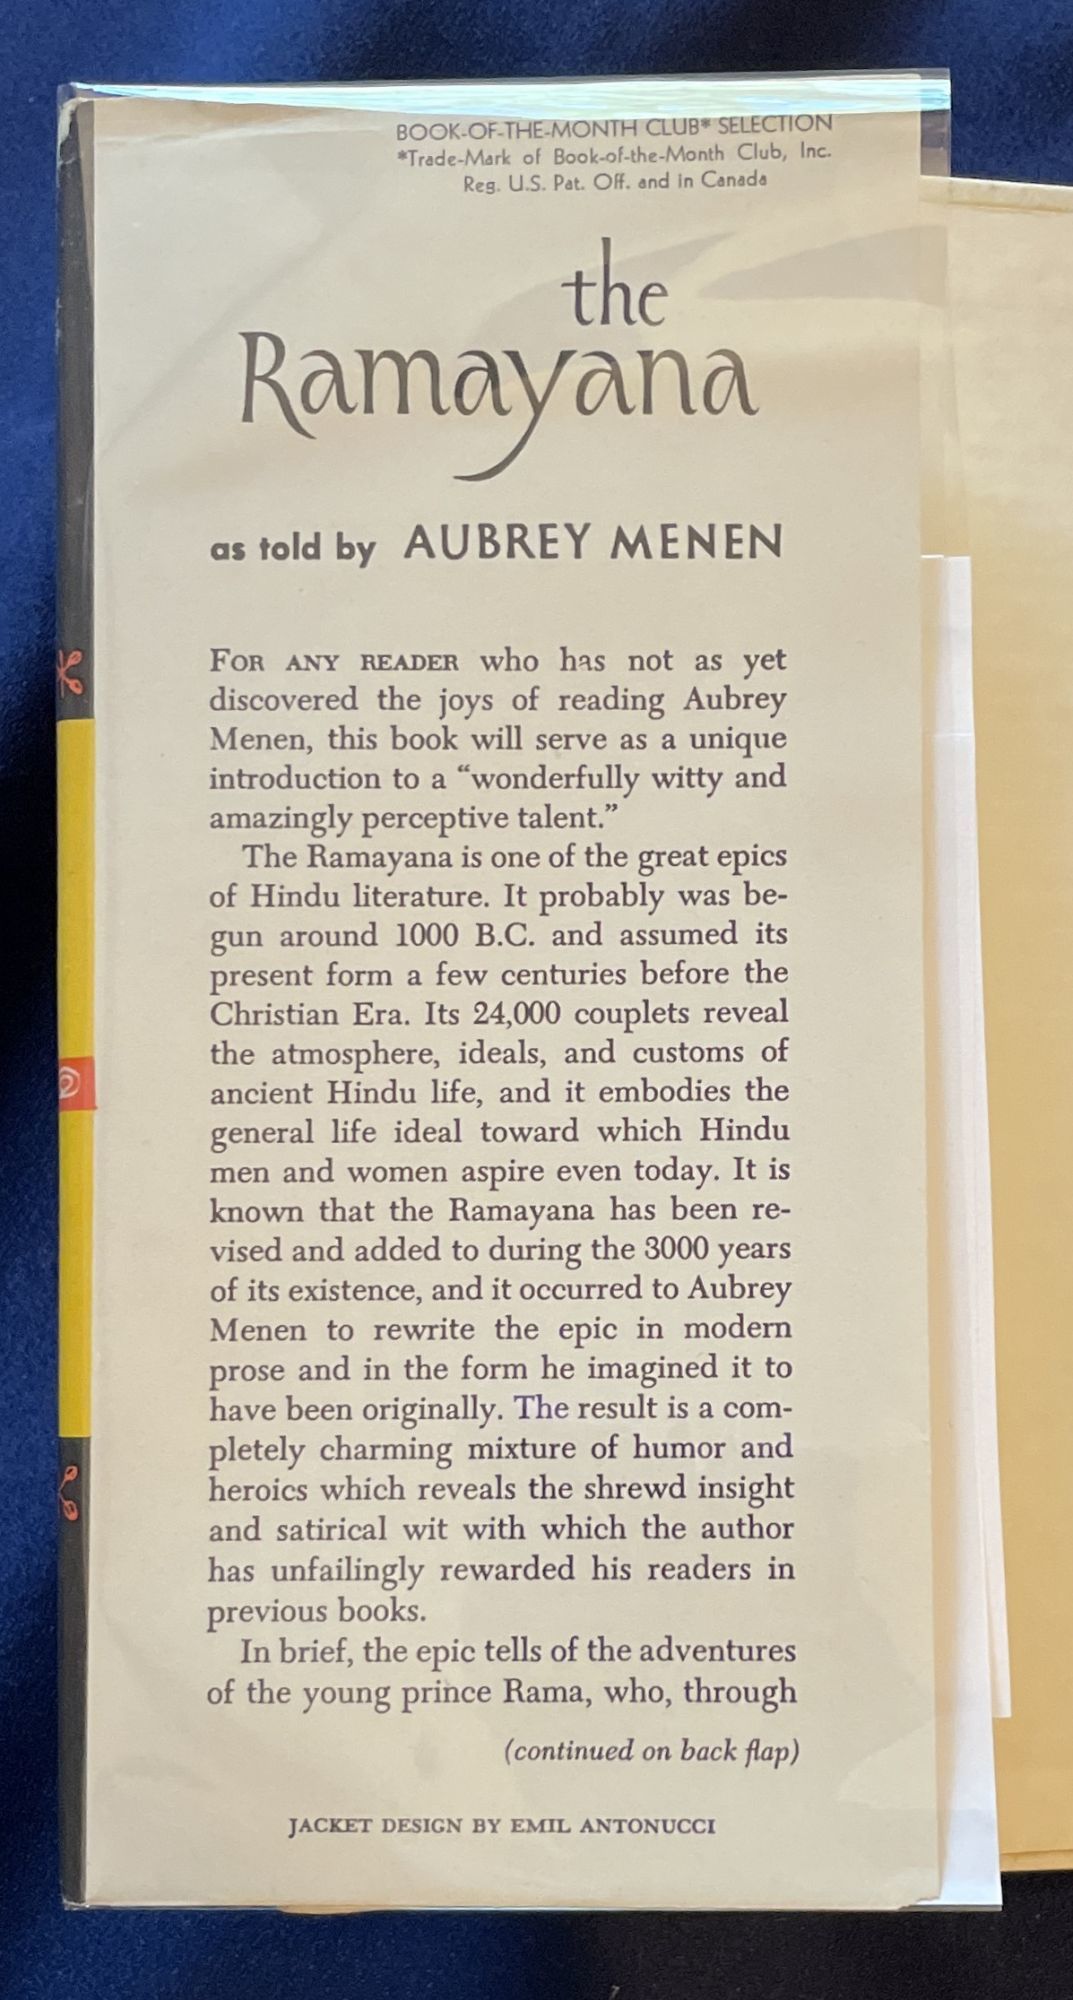 BOOK-OF-THE-MONTH CLUB* SELECTION
*Trade-Mark of Book-of-the-Month Club, Inc.
Reg. U.S. Pat. Off. and in Canada
the
Ramayana
as told by AUBREY MENEN
FOR ANY READER who has not as yet
discovered the joys of reading Aubrey
Menen, this book will serve as a unique
introduction to a “wonderfully witty and
amazingly perceptive talent.”
The Ramayana is one of the great epics
of Hindu literature. It probably was be-
gun around 1000 B.C. and assumed its
present form a few centuries before the
Christian Era. Its 24,000 couplets reveal
the atmosphere, ideals, and customs of
ancient Hindu life, and it embodies the
general life ideal toward which Hindu
men and women aspire even today. It is
known that the Ramayana has been re-
vised and added to during the 3000 years
of its existence, and it occurred to Aubrey
Menen to rewrite the epic in modern
prose and in the form he imagined it to
have been originally. The result is a com-
pletely charming mixture of humor and
heroics which reveals the shrewd insight
and satirical wit with which the author
has unfailingly rewarded his readers in
previous books.
In brief, the epic tells of the adventures
of the young prince Rama, who, through
(continued on back flap)
JACKET DESIGN BY EMIL ANTONUCCI